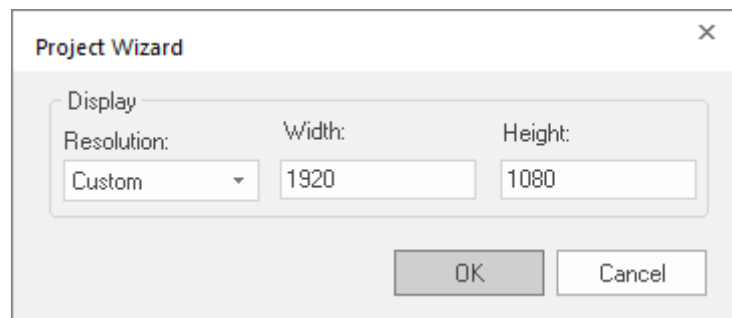 Project Wizard
Display
Resolution:
Width:
Height:
Custom
1920
1080
OK
Cancel